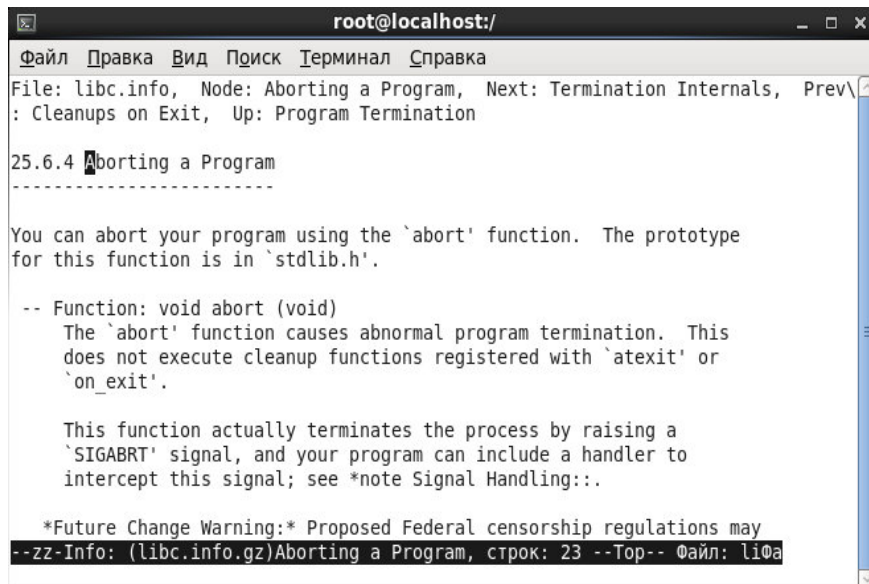 root@localhost:/
Файл Правка Вид Поиск Терминал Справка
File: libc.info,  Node: Aborting a Program,  Next: Termination Internals,  Prev\
: Cleanups on Exit,  Up: Program Termination
25.6.4 Aborting a Program
-------------------------
You can abort your program using the `abort' function.  The prototype
for this function is in `stdlib.h'.
 -- Function: void abort (void)
     The `abort' function causes abnormal program termination.  This
     does not execute cleanup functions registered with `atexit' or
     `on_exit'.
     This function actually terminates the process by raising a
     `SIGABRT' signal, and your program can include a handler to
     intercept this signal; see *note Signal Handling::.
   *Future Change Warning:* Proposed Federal censorship regulations may
--zz-Info: (libc.info.gz)Aborting a Program, строк: 23 --Top-- Файл: liФа